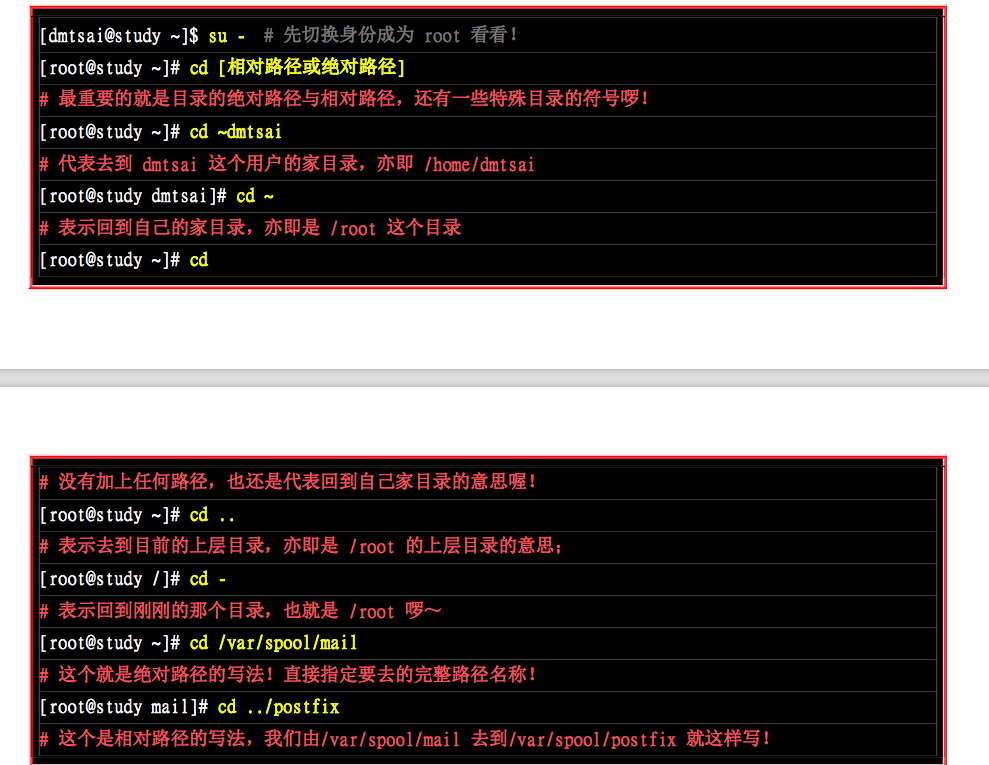 [dmtsai@study ~]$ su -  # 先切换身份成为 root 看看！
[root@study ~]# cd [相对路径或绝对路径]
# 最重要的就是目录的绝对路径与相对路径，还有一些特殊目录的符号啰！
[root@study ~]# cd ~dmtsai
# 代表去到 dmtsai 这个用户的家目录，亦即 /home/dmtsai
[root@study dmtsai]# cd ~
# 表示回到自己的家目录，亦即是 /root 这个目录
[root@study ~]# cd
# 没有加上任何路径，也还是代表回到自己家目录的意思喔！
[root@study ~]# cd ..
# 表示去到目前的上层目录，亦即是 /root 的上层目录的意思；
[root@study /]# cd -
# 表示回到刚刚的那个目录，也就是 /root 啰～
[root@study ~]# cd /var/spool/mail
# 这个就是绝对路径的写法！直接指定要去的完整路径名称！
[root@study mail]# cd ../postfix
# 这个是相对路径的写法，我们由/var/spool/mail 去到/var/spool/postfix 就这样写！